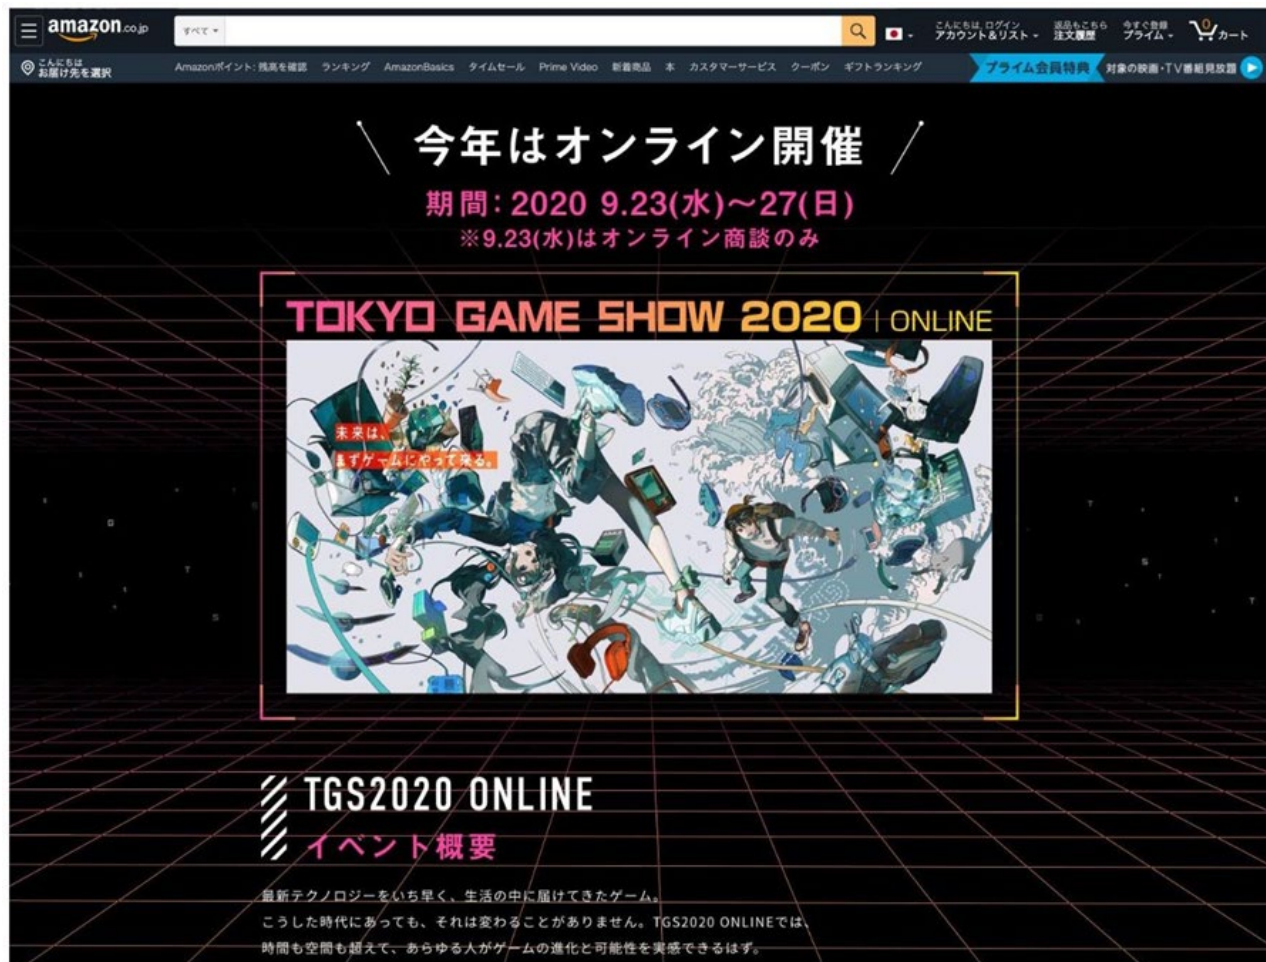 amazon.co.jp
すべて
こんにちは, ログイン
アカウント&リスト
返品もこちら
注文履歴
今すぐ登録
プライム
0
カート
こんにちは
お届け先を選択
Amazonポイント: 残高を確認 ランキング AmazonBasics タイムセール Prime Video 新着商品 本 カスタマーサービス クーポン ギフトランキング
プライム会員特典 対象の映画・TV番組見放題
今年はオンライン開催
期間：2020 9.23(水)〜27(日)
※9.23(水)はオンライン商談のみ
TOKYO GAME SHOW 2020 | ONLINE
未来は、
まずゲームにやって来る。
TGS2020 ONLINE
イベント概要
最新テクノロジーをいち早く、生活の中に届けてきたゲーム。
こうした時代にあっても、それは変わることがありません。TGS2020 ONLINEでは、
時間も空間も超えて、あらゆる人がゲームの進化と可能性を実感できるはず。